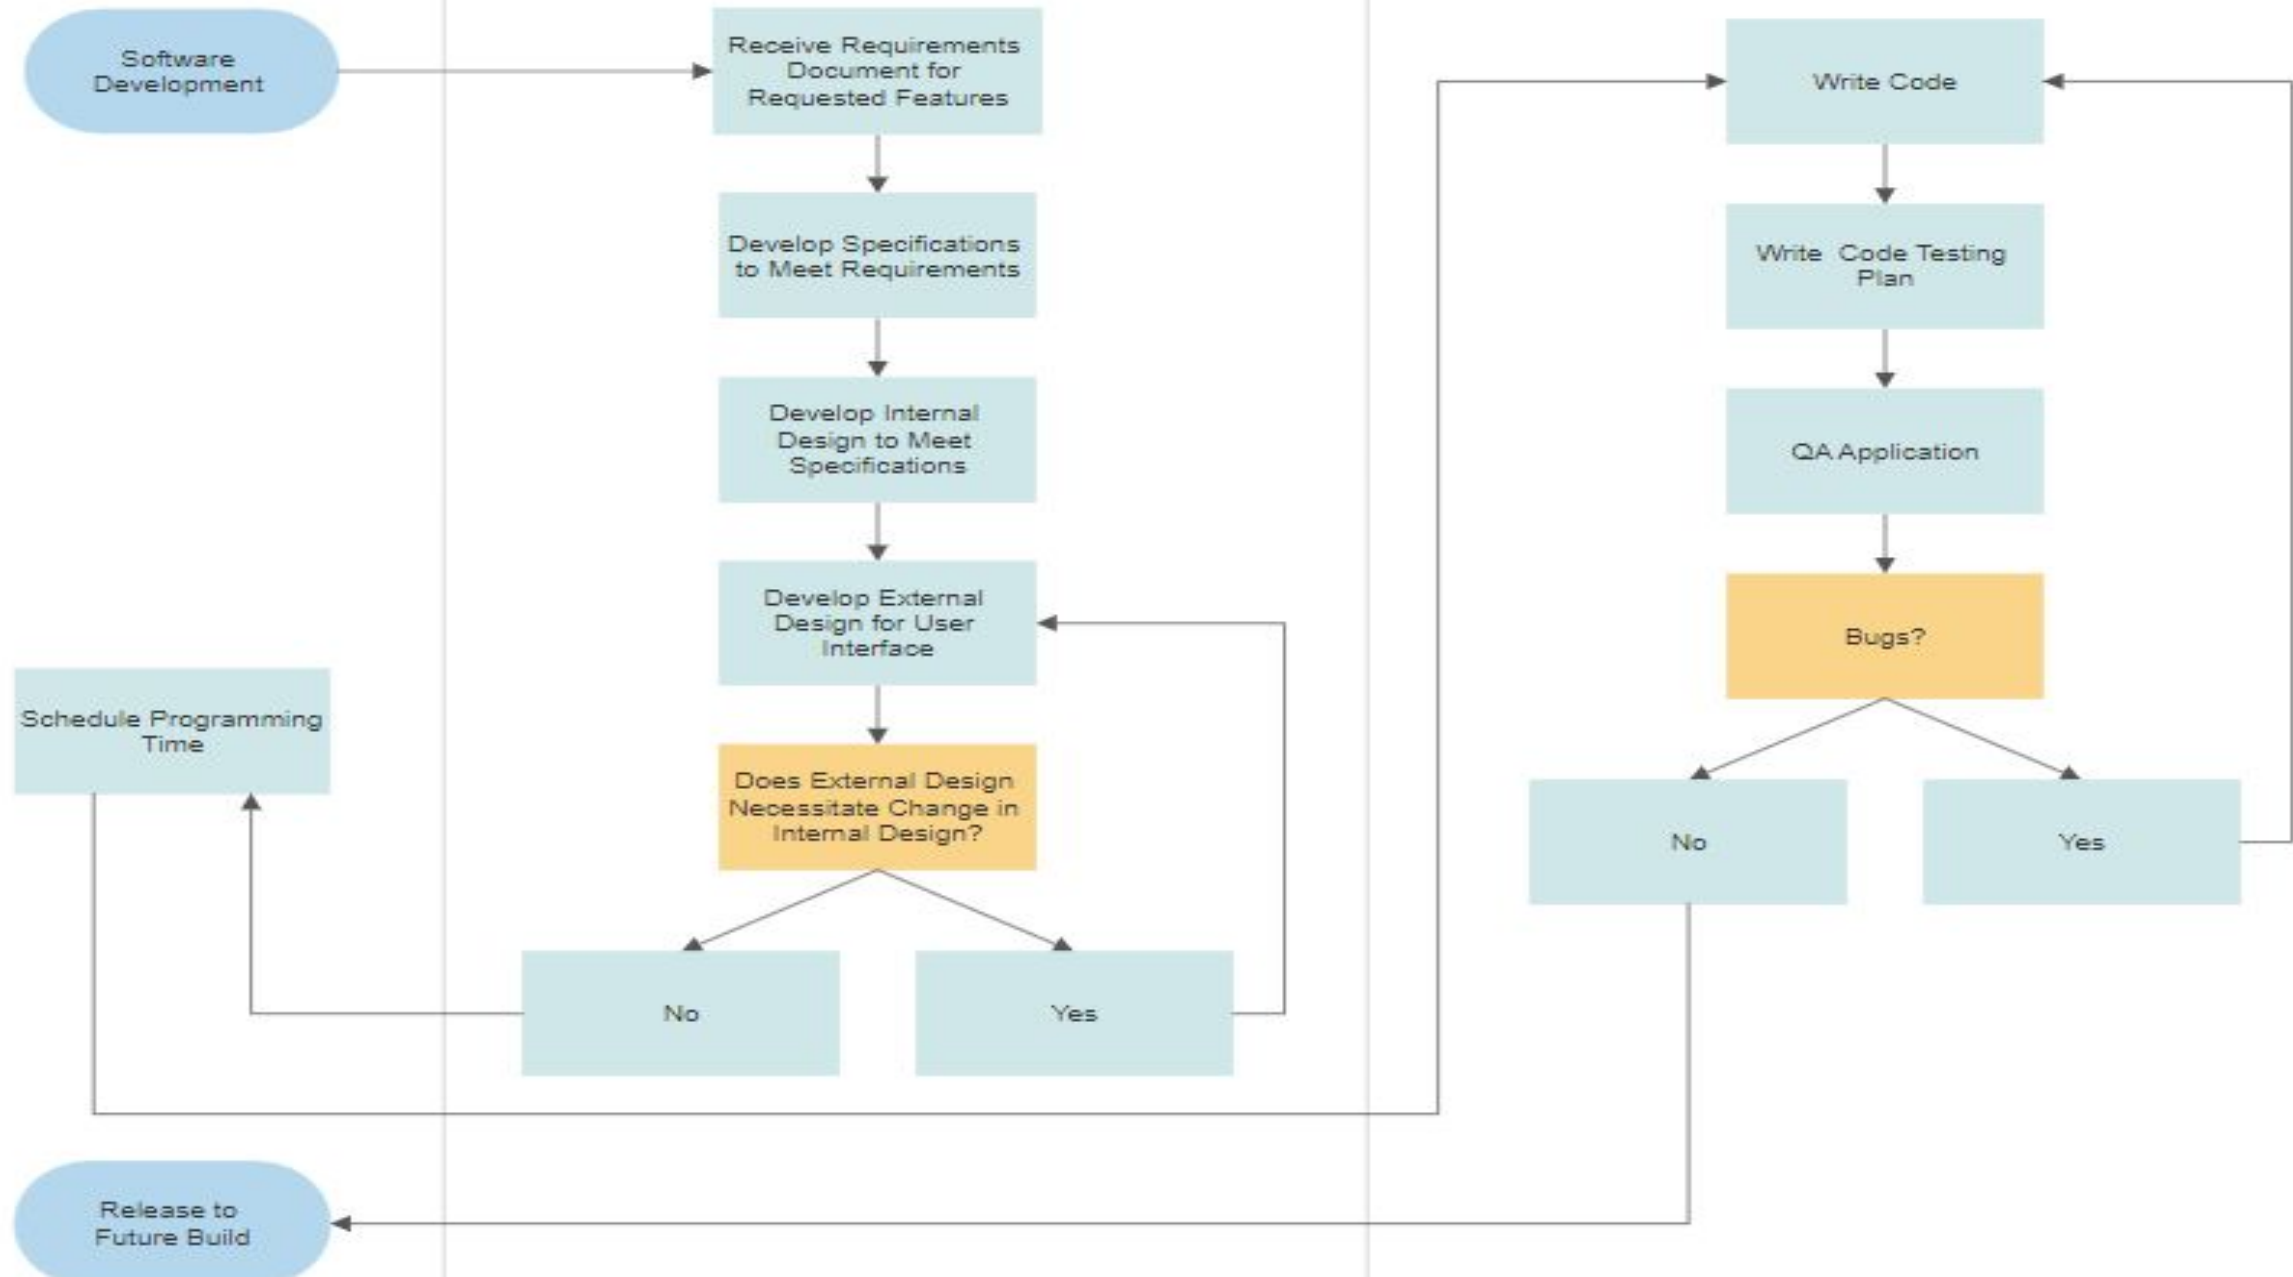 Software
Development
Receive Requirements
Document for
Requested Features
Develop Specifications
to Meet Requirements
Develop Internal
Design to Meet
Specifications
Develop External
Design for User
Interface
Does External Design
Necessitate Change in
Internal Design?
No
Yes
Schedule Programming
Time
Write Code
Write Code Testing
Plan
QA Application
Bugs?
No
Yes
Release to
Future Build